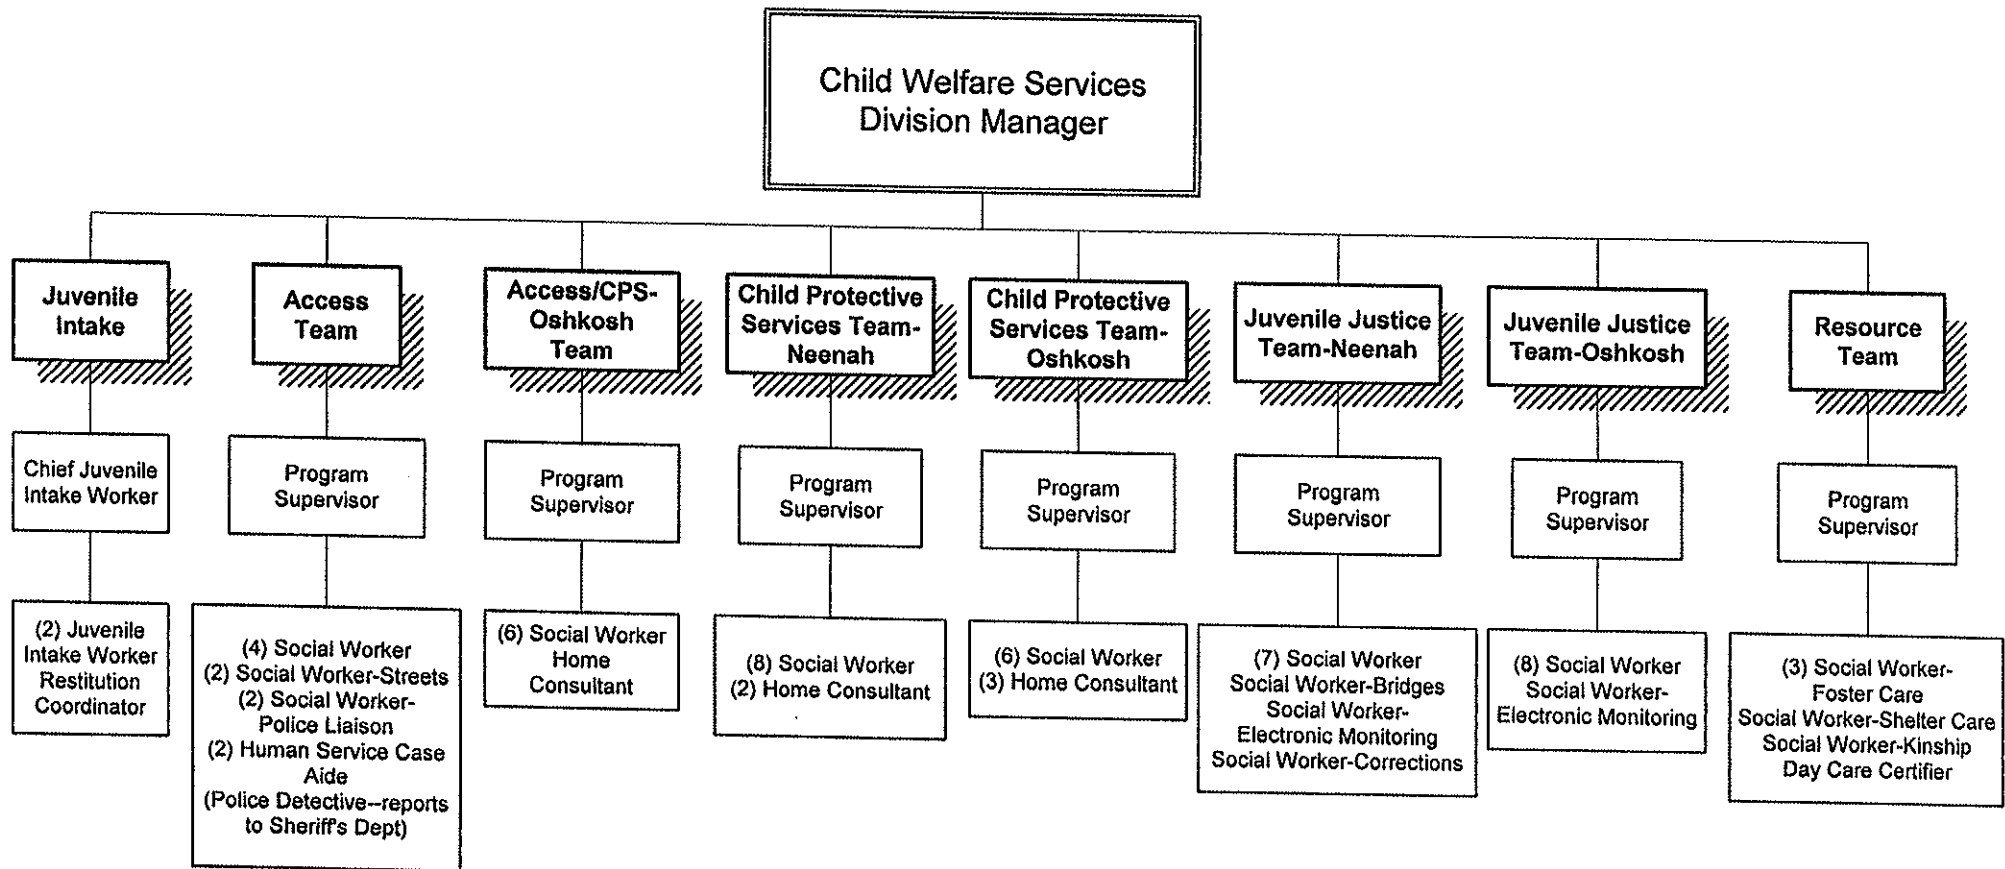 Child Welfare Services
Division Manager
Juvenile
Intake
Access
Team
Access/CPS-
Oshkosh
Team
Child Protective
Services Team-
Neenah
Child Protective
Services Team-
Oshkosh
Juvenile Justice
Team-Neenah
Juvenile Justice
Team-Oshkosh
Resource
Team
Chief Juvenile
Intake Worker
Program
Supervisor
Program
Supervisor
Program
Supervisor
Program
Supervisor
Program
Supervisor
Program
Supervisor
Program
Supervisor
(2) Juvenile
Intake Worker
Restitution
Coordinator
(4) Social Worker
(2) Social Worker-Streets
(2) Social Worker-
Police Liaison
(2) Human Service Case
Aide
(Police Detective--reports
to Sheriff's Dept)
(6) Social Worker
Home
Consultant
(8) Social Worker
(2) Home Consultant
(6) Social Worker
(3) Home Consultant
(7) Social Worker
Social Worker-Bridges
Social Worker-
Electronic Monitoring
Social Worker-Corrections
(8) Social Worker
Social Worker-
Electronic Monitoring
(3) Social Worker-
Foster Care
Social Worker-Shelter Care
Social Worker-Kinship
Day Care Certifier